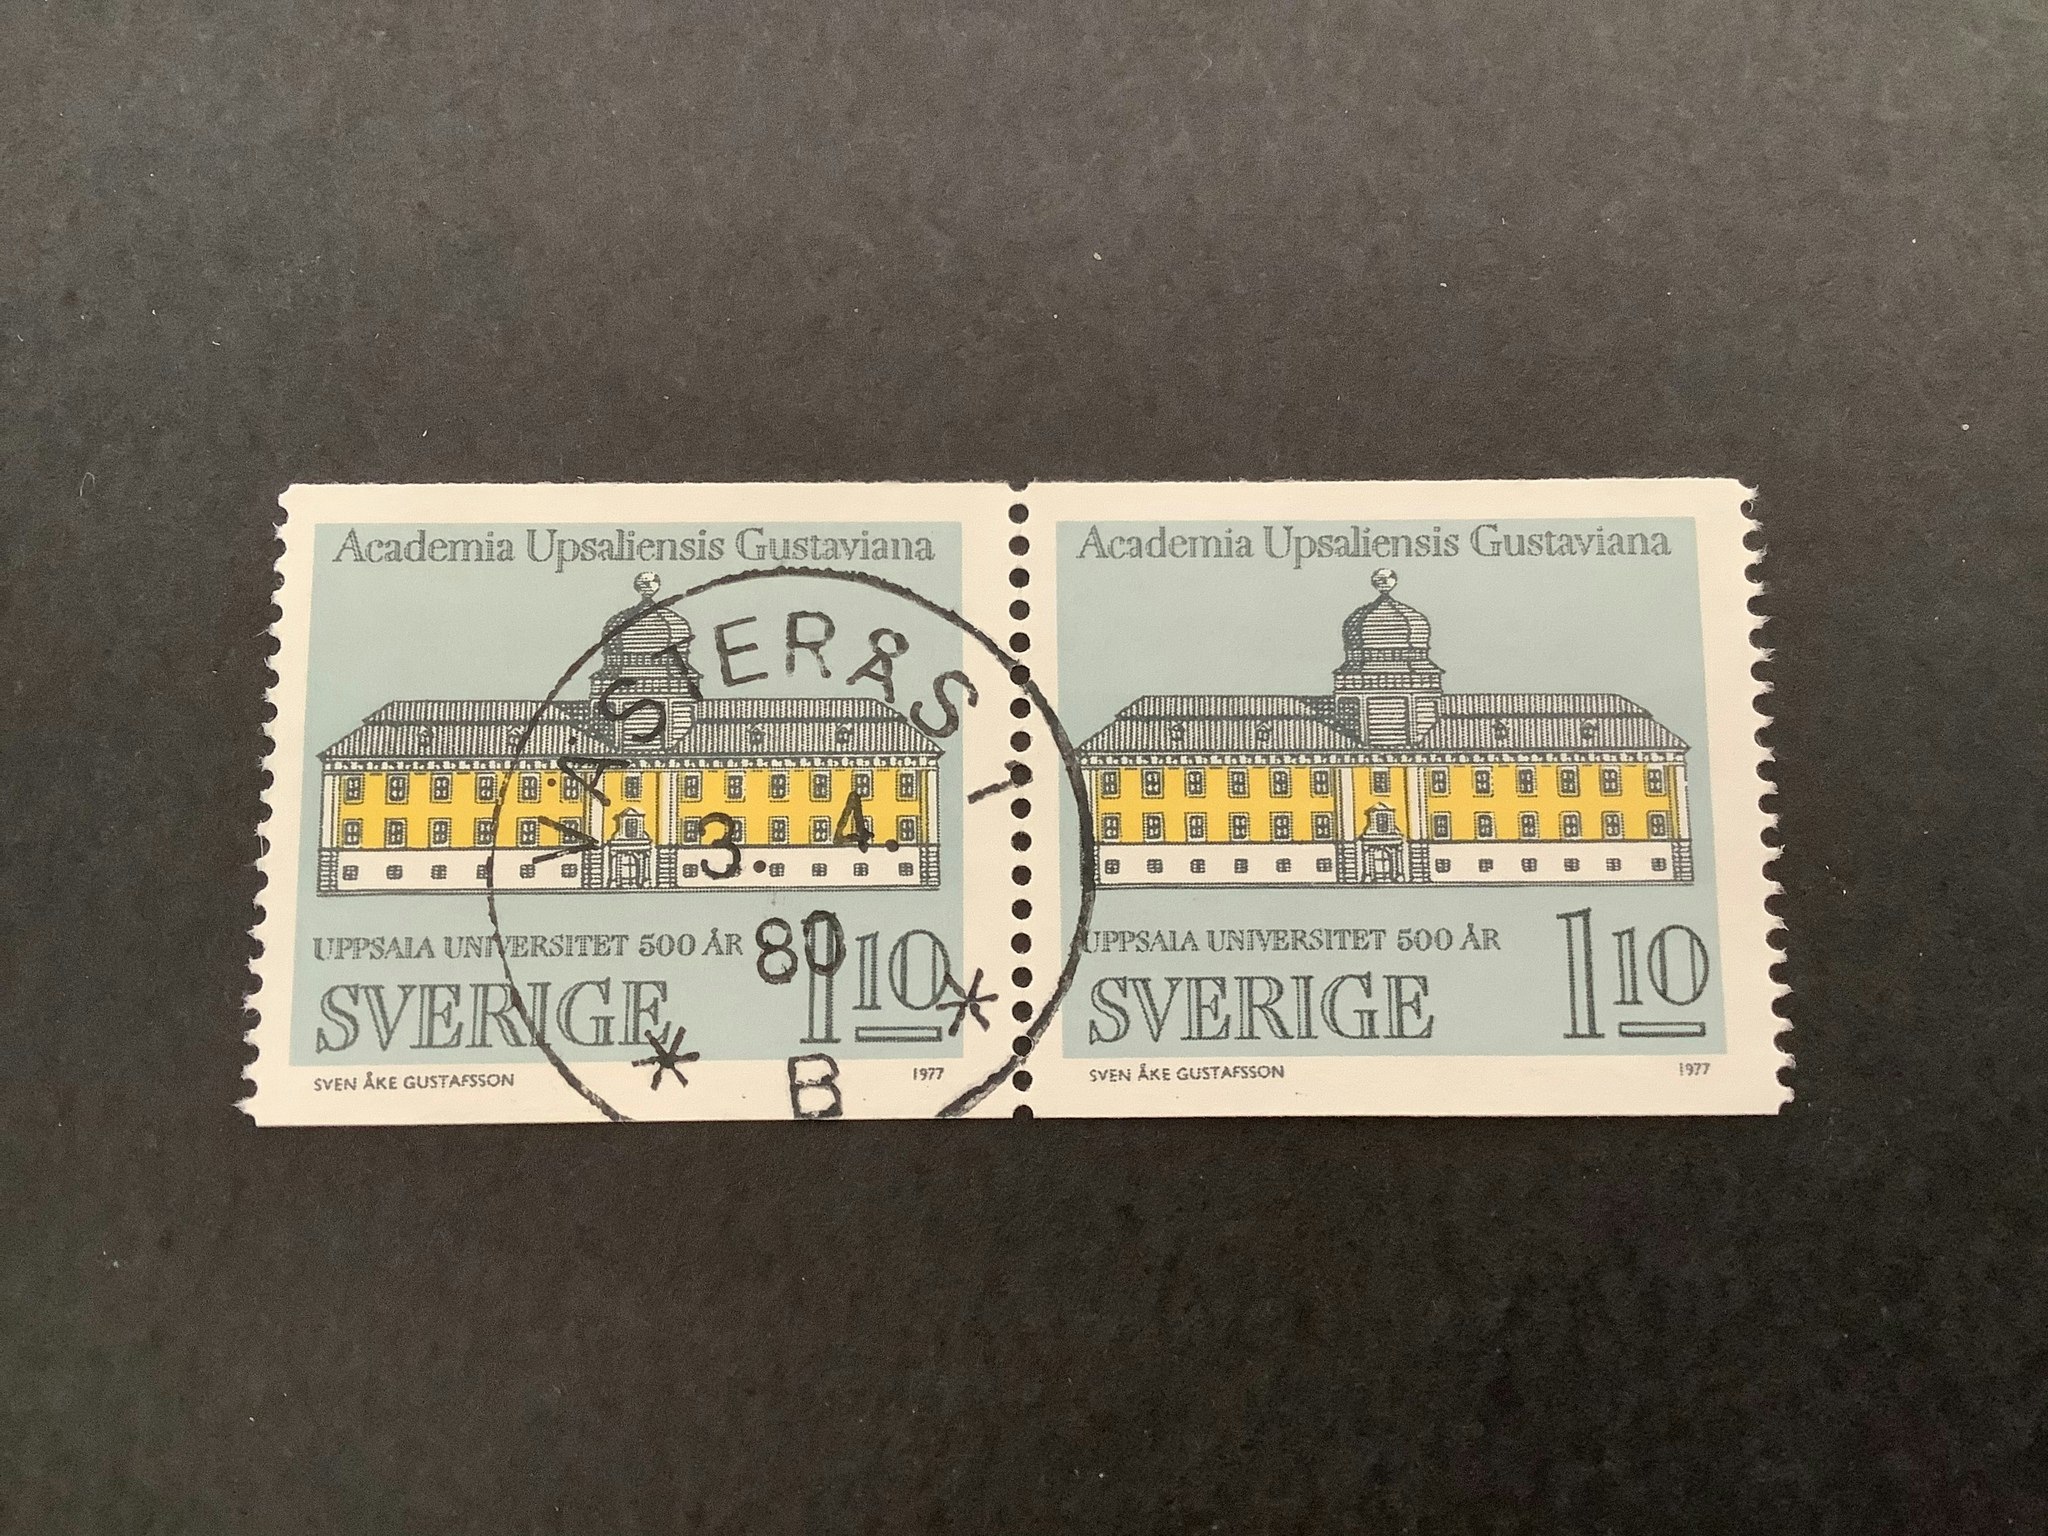 Academia Upsaliensis Gustaviana
UPPSALA UNIVERSITET 500 ÅR
SVERIGE 1 10
SVEN ÅKE GUSTAFSSON 1977
VÄSTERÅS 1
3. 4.
80
* B *
Academia Upsaliensis Gustaviana
UPPSALA UNIVERSITET 500 ÅR
SVERIGE 1 10
SVEN ÅKE GUSTAFSSON 1977